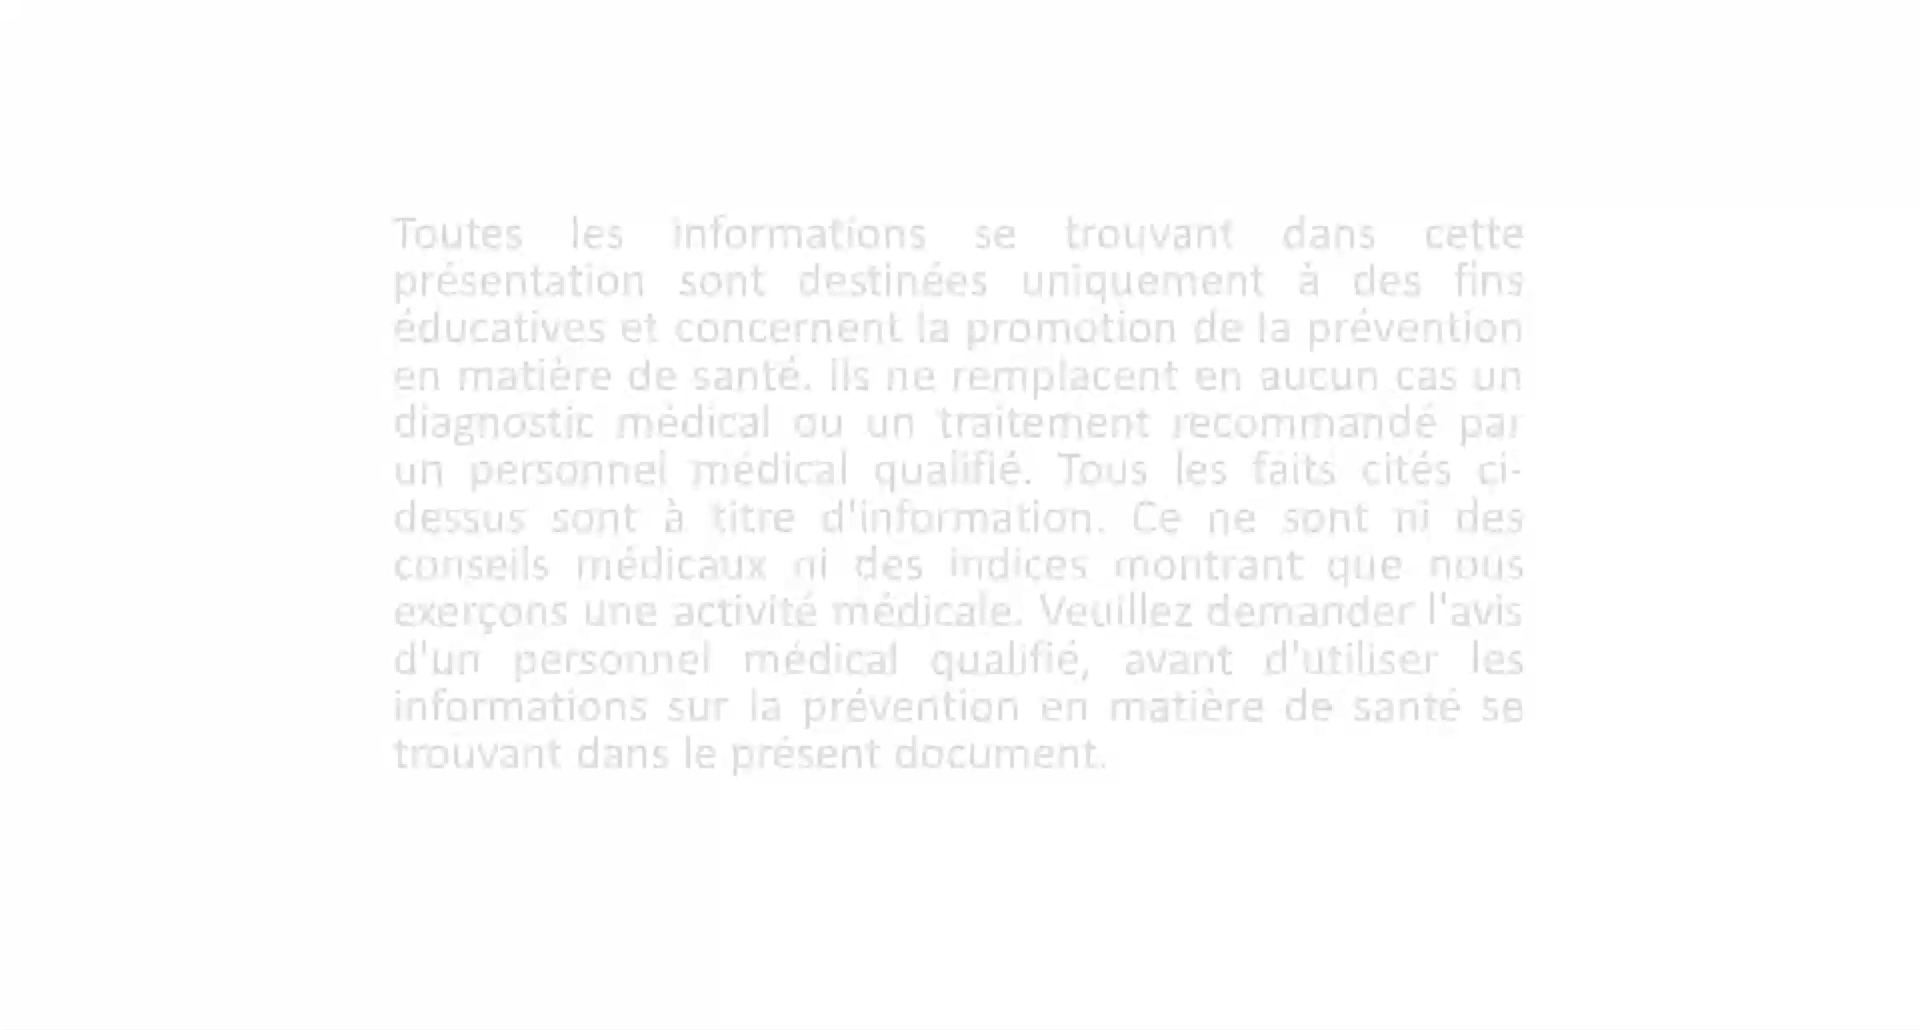 Toutes les informations se trouvant dans cette
présentation sont destinées uniquement à des fins
éducatives et concernent la promotion de la prévention
en matière de santé. Ils ne remplacent en aucun cas un
diagnostic médical ou un traitement recommandé par
un personnel médical qualifié. Tous les faits cités ci-
dessus sont à titre d'information. Ce ne sont ni des
conseils médicaux ni des indices montrant que nous
exerçons une activité médicale. Veuillez demander l'avis
d'un personnel médical qualifié, avant d'utiliser les
informations sur la prévention en matière de santé se
trouvant dans le présent document.